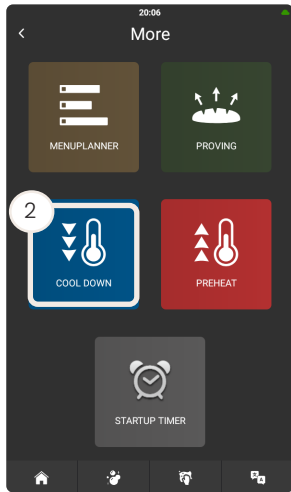 20:06
More
MENUPLANNER
PROVING
2
COOL DOWN
PREHEAT
STARTUP TIMER